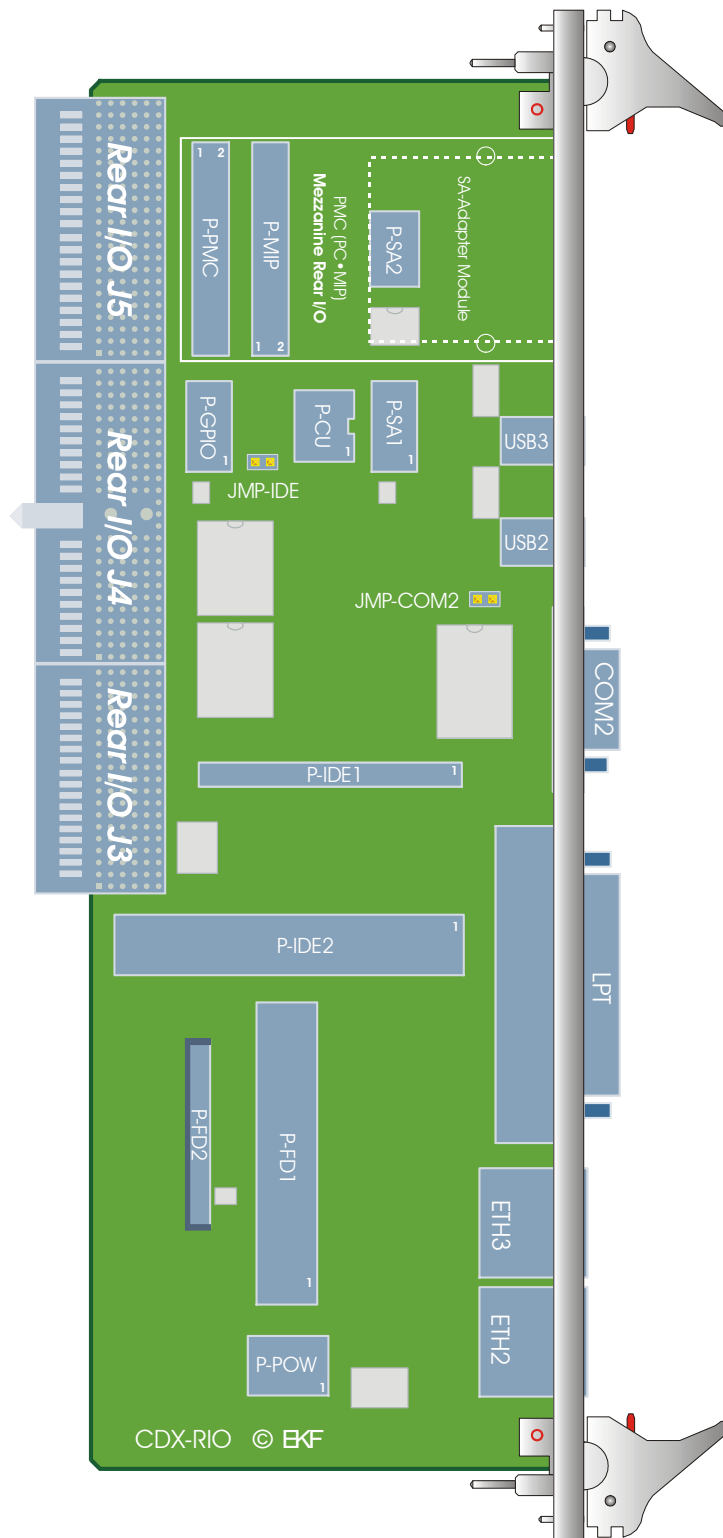 Rear I/O J5
1 2
P-PMC
P-MIP
1 2
PMC (PC•MIP)
Mezzanine Rear I/O
P-SA2
SA-Adapter Module
Rear I/O J4
P-GPIO
1
P-CU
1
P-SA1
1
JMP-IDE
USB3
USB2
JMP-COM2
COM2
Rear I/O J3
P-IDE1
1
P-IDE2
1
LPT
P-FD2
P-FD1
1
ETH3
ETH2
P-POW
1
CDX-RIO © EKF